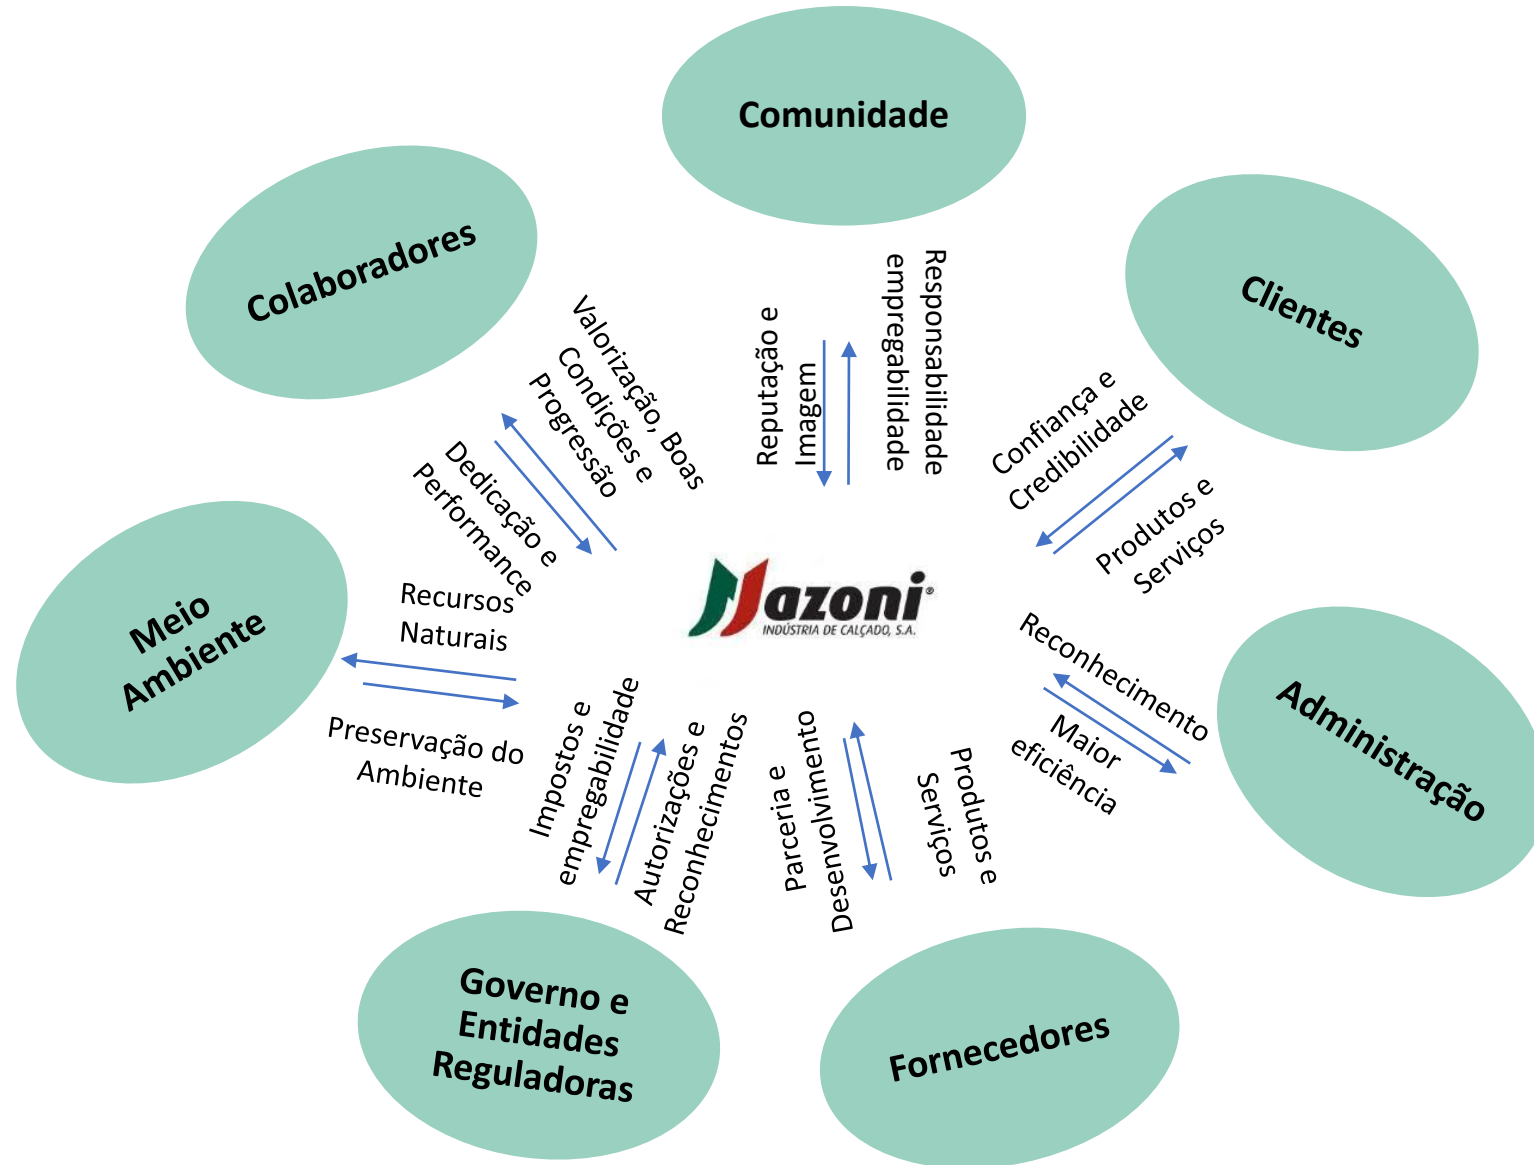 Comunidade
Colaboradores
Clientes
Valorização, Boas
Condições e
Progressão
Dedicação e
Performance
Reputação e
Imagem
Responsabilidade
empregabilidade
Confiança e
Credibilidade
Produtos e
Serviços
Meio
Ambiente
Recursos
Naturais
Preservação do
Ambiente
azoni®
INDÚSTRIA DE CALÇADO, S.A.
Reconhecimento
Maior
eficiência
Administração
Impostos e
empregabilidade
Autorizações e
Reconhecimentos
Parceria e
Desenvolvimento
Produtos e
Serviços
Governo e
Entidades
Reguladoras
Fornecedores